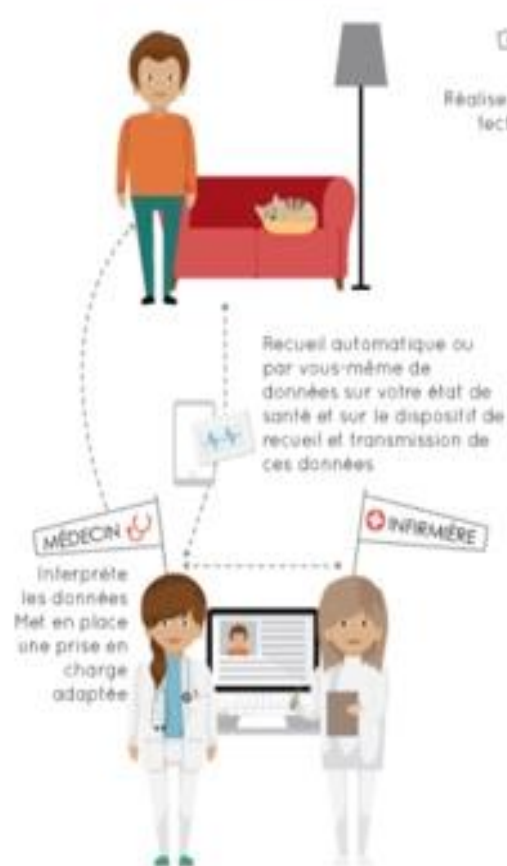 Réalise
Recueil automatique ou
par vous-même de
données sur votre état de
santé et sur le dispositif de
recueil et transmission de
ces données
MÉDECIN
INFIRMIÈRE
Interprète
les données
Met en place
une prise en
charge
adaptée